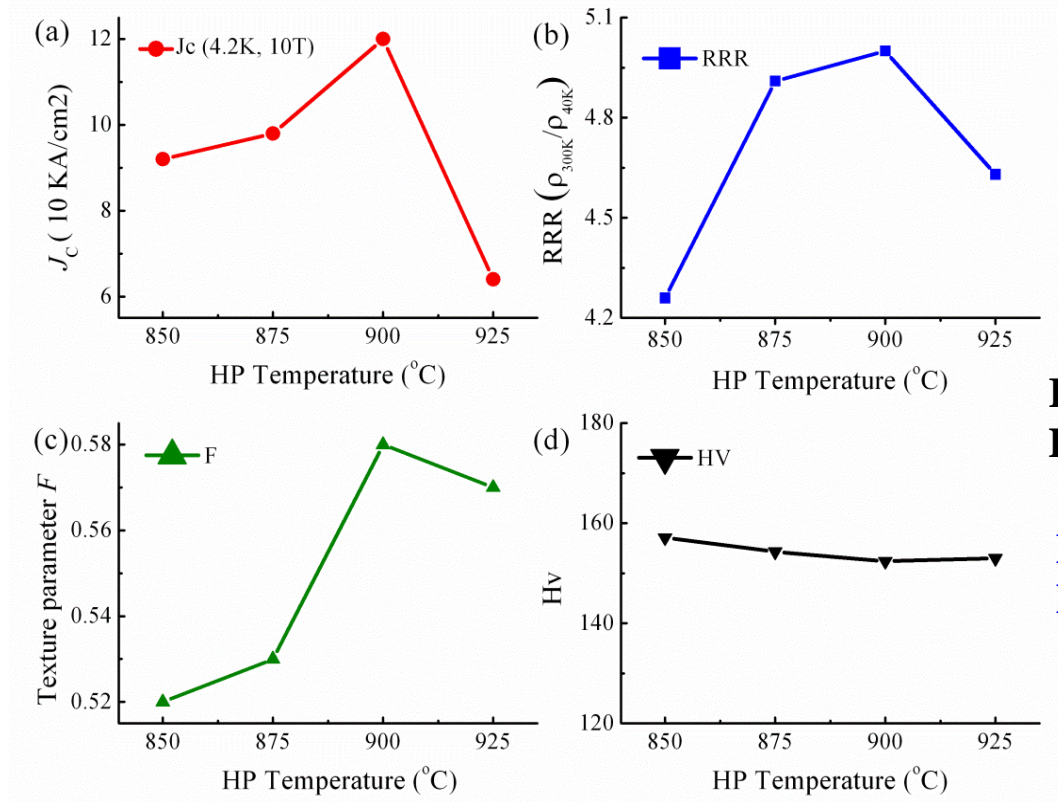 (a)
Jc (4.2K, 10T)
12
10
8
6
J_C ( 10 KA/cm2)
850 875 900 925
HP Temperature (°C)
(b)
RRR
5.1
4.8
4.5
4.2
RRR (ρ_300K/ρ_40K)
850 875 900 925
HP Temperature (°C)
(c)
F
0.58
0.56
0.54
0.52
Texture parameter F
850 875 900 925
HP Temperature (°C)
(d)
HV
180
160
140
120
Hv
850 875 900 925
HP Temperature (°C)